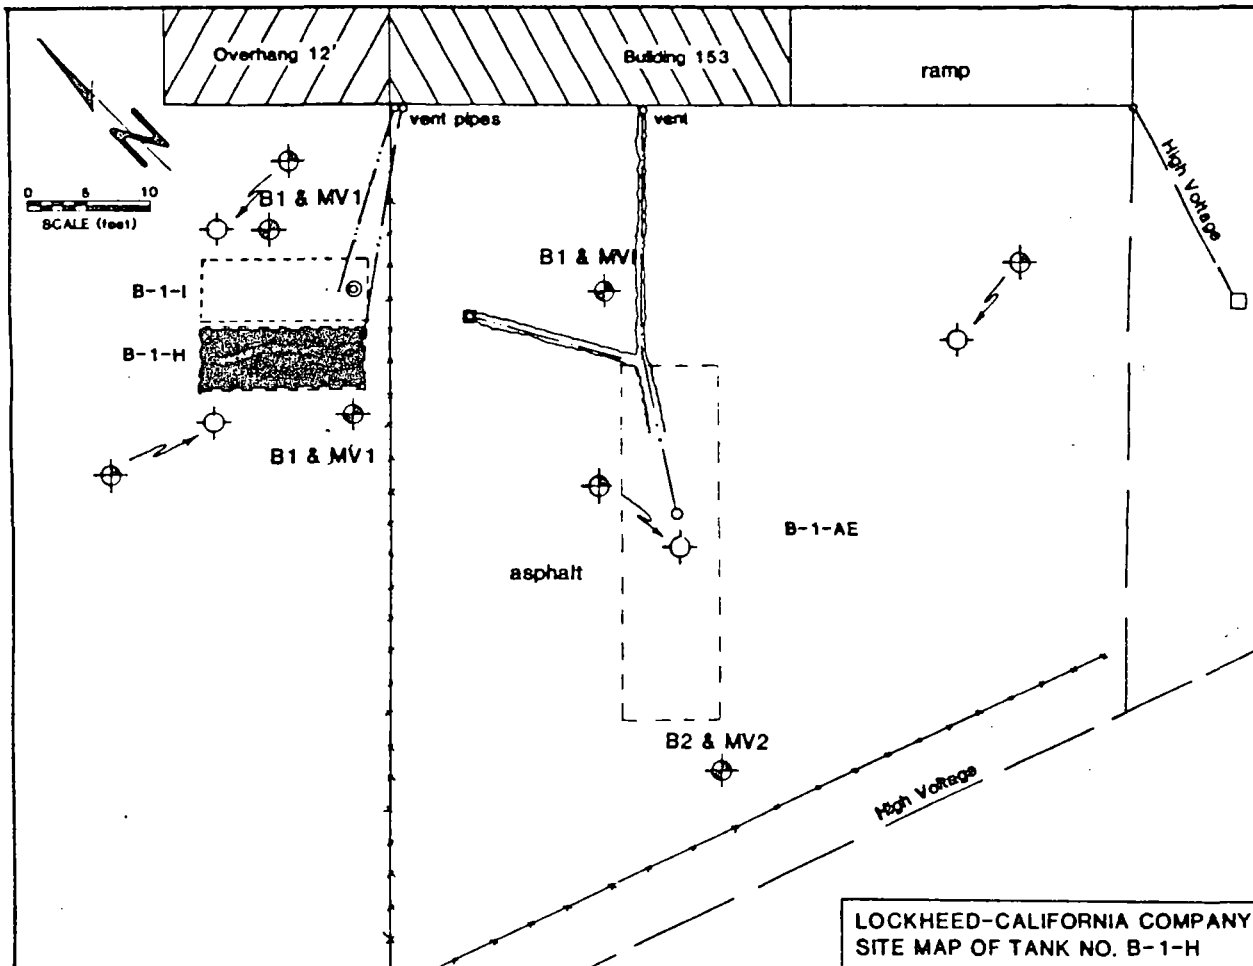 Overhang 12'
Building 153
ramp
vent pipes
vent
High Voltage
N
0 5 10
SCALE (feet)
B1 & MV1
B1 & MV1
B-1-I
B-1-H
B1 & MV1
B-1-AE
asphalt
B2 & MV2
High Voltage
LOCKHEED-CALIFORNIA COMPANY
SITE MAP OF TANK NO. B-1-H